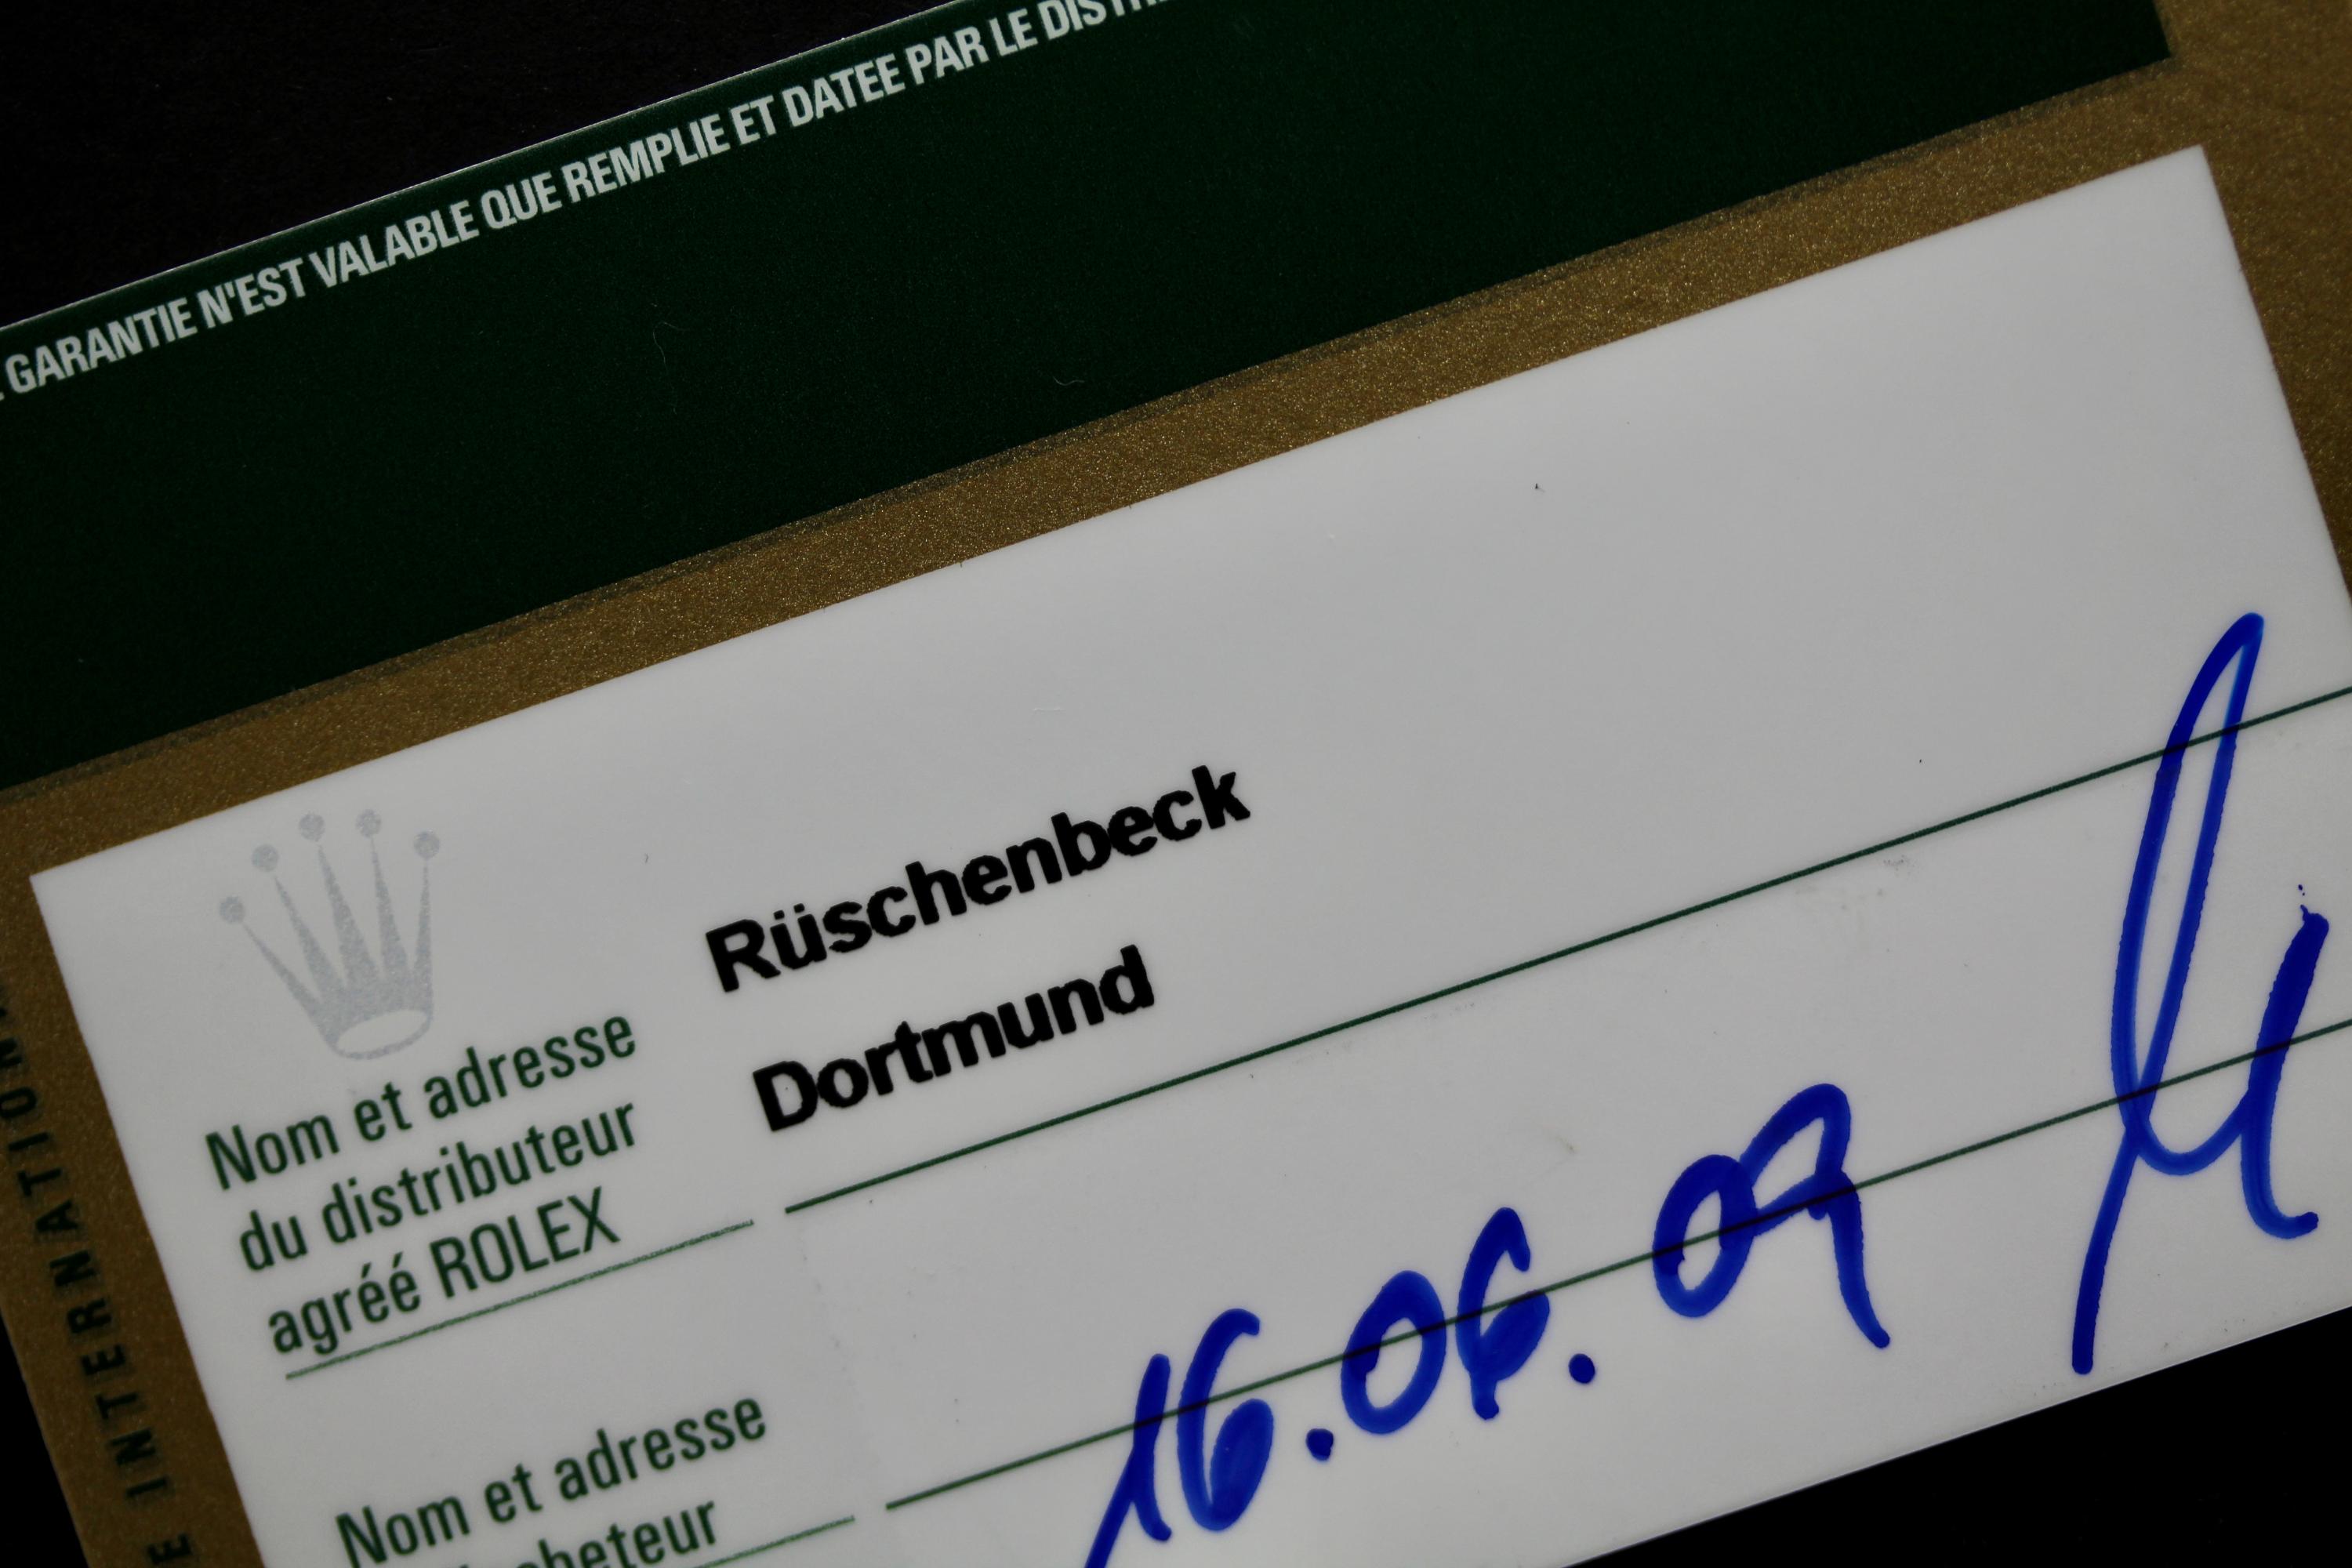 GARANTIE N'EST VALABLE QUE REMPLIE ET DATEE PAR LE
Rüschenbeck
Dortmund
Nom et adresse
du distributeur
agréé ROLEX
16.06.09
Nom et adresse
INTERNATION